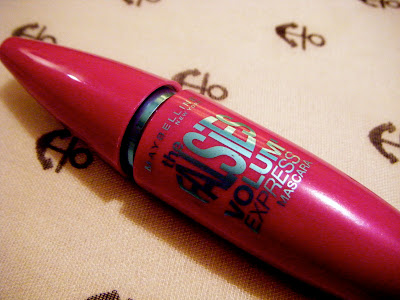 MAYBELLINE
NEW YORK
the
FALSIES
VOLUM'
EXPRESS
MASCARA